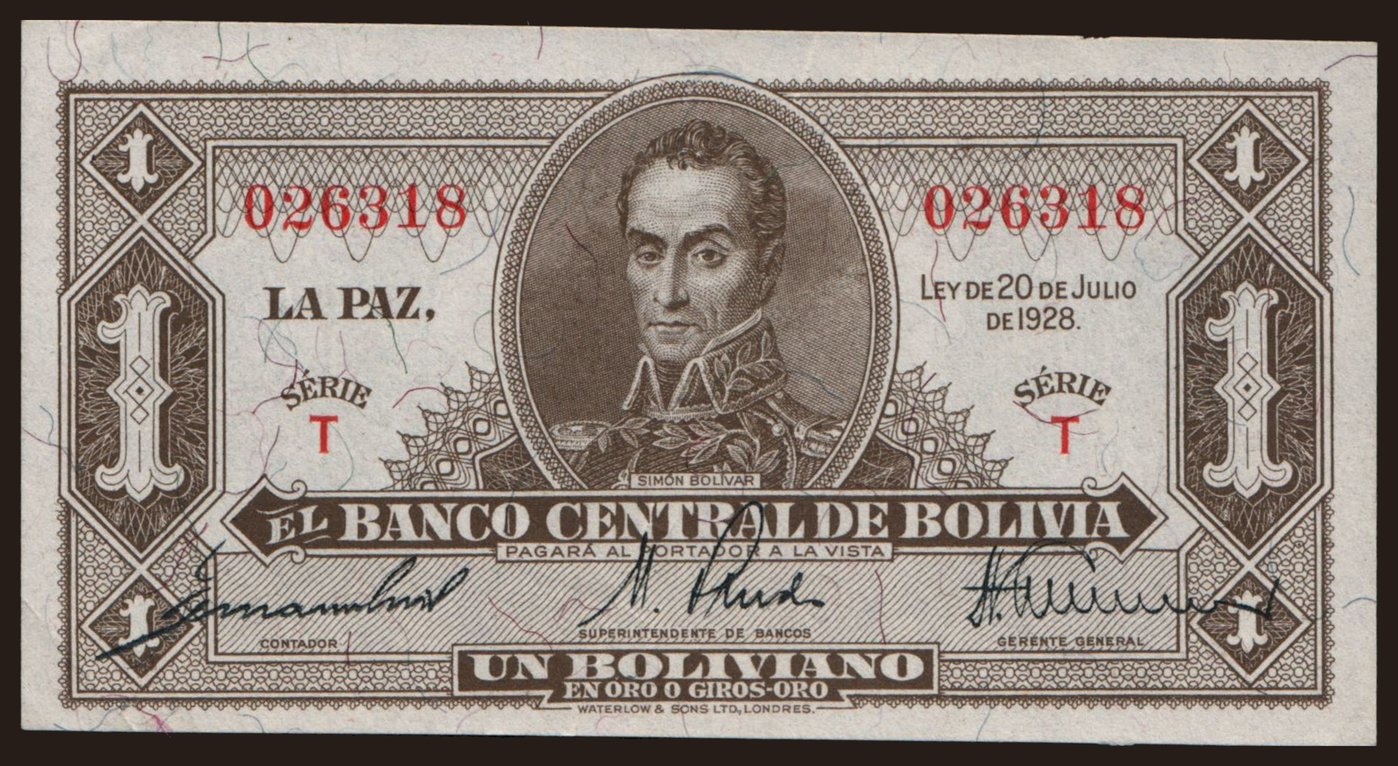 1 1
026318 026318
LA PAZ,
LEY DE 20 DE JULIO
DE 1928.
1 1
SÉRIE SÉRIE
T T
SIMÓN BOLÍVAR
EL BANCO CENTRAL DE BOLIVIA
PAGARÁ AL PORTADOR A LA VISTA
1 1
CONTADOR SUPERINTENDENTE DE BANCOS GERENTE GENERAL
UN BOLIVIANO
EN ORO O GIROS-ORO
WATERLOW & SONS LTD, LONDRES.